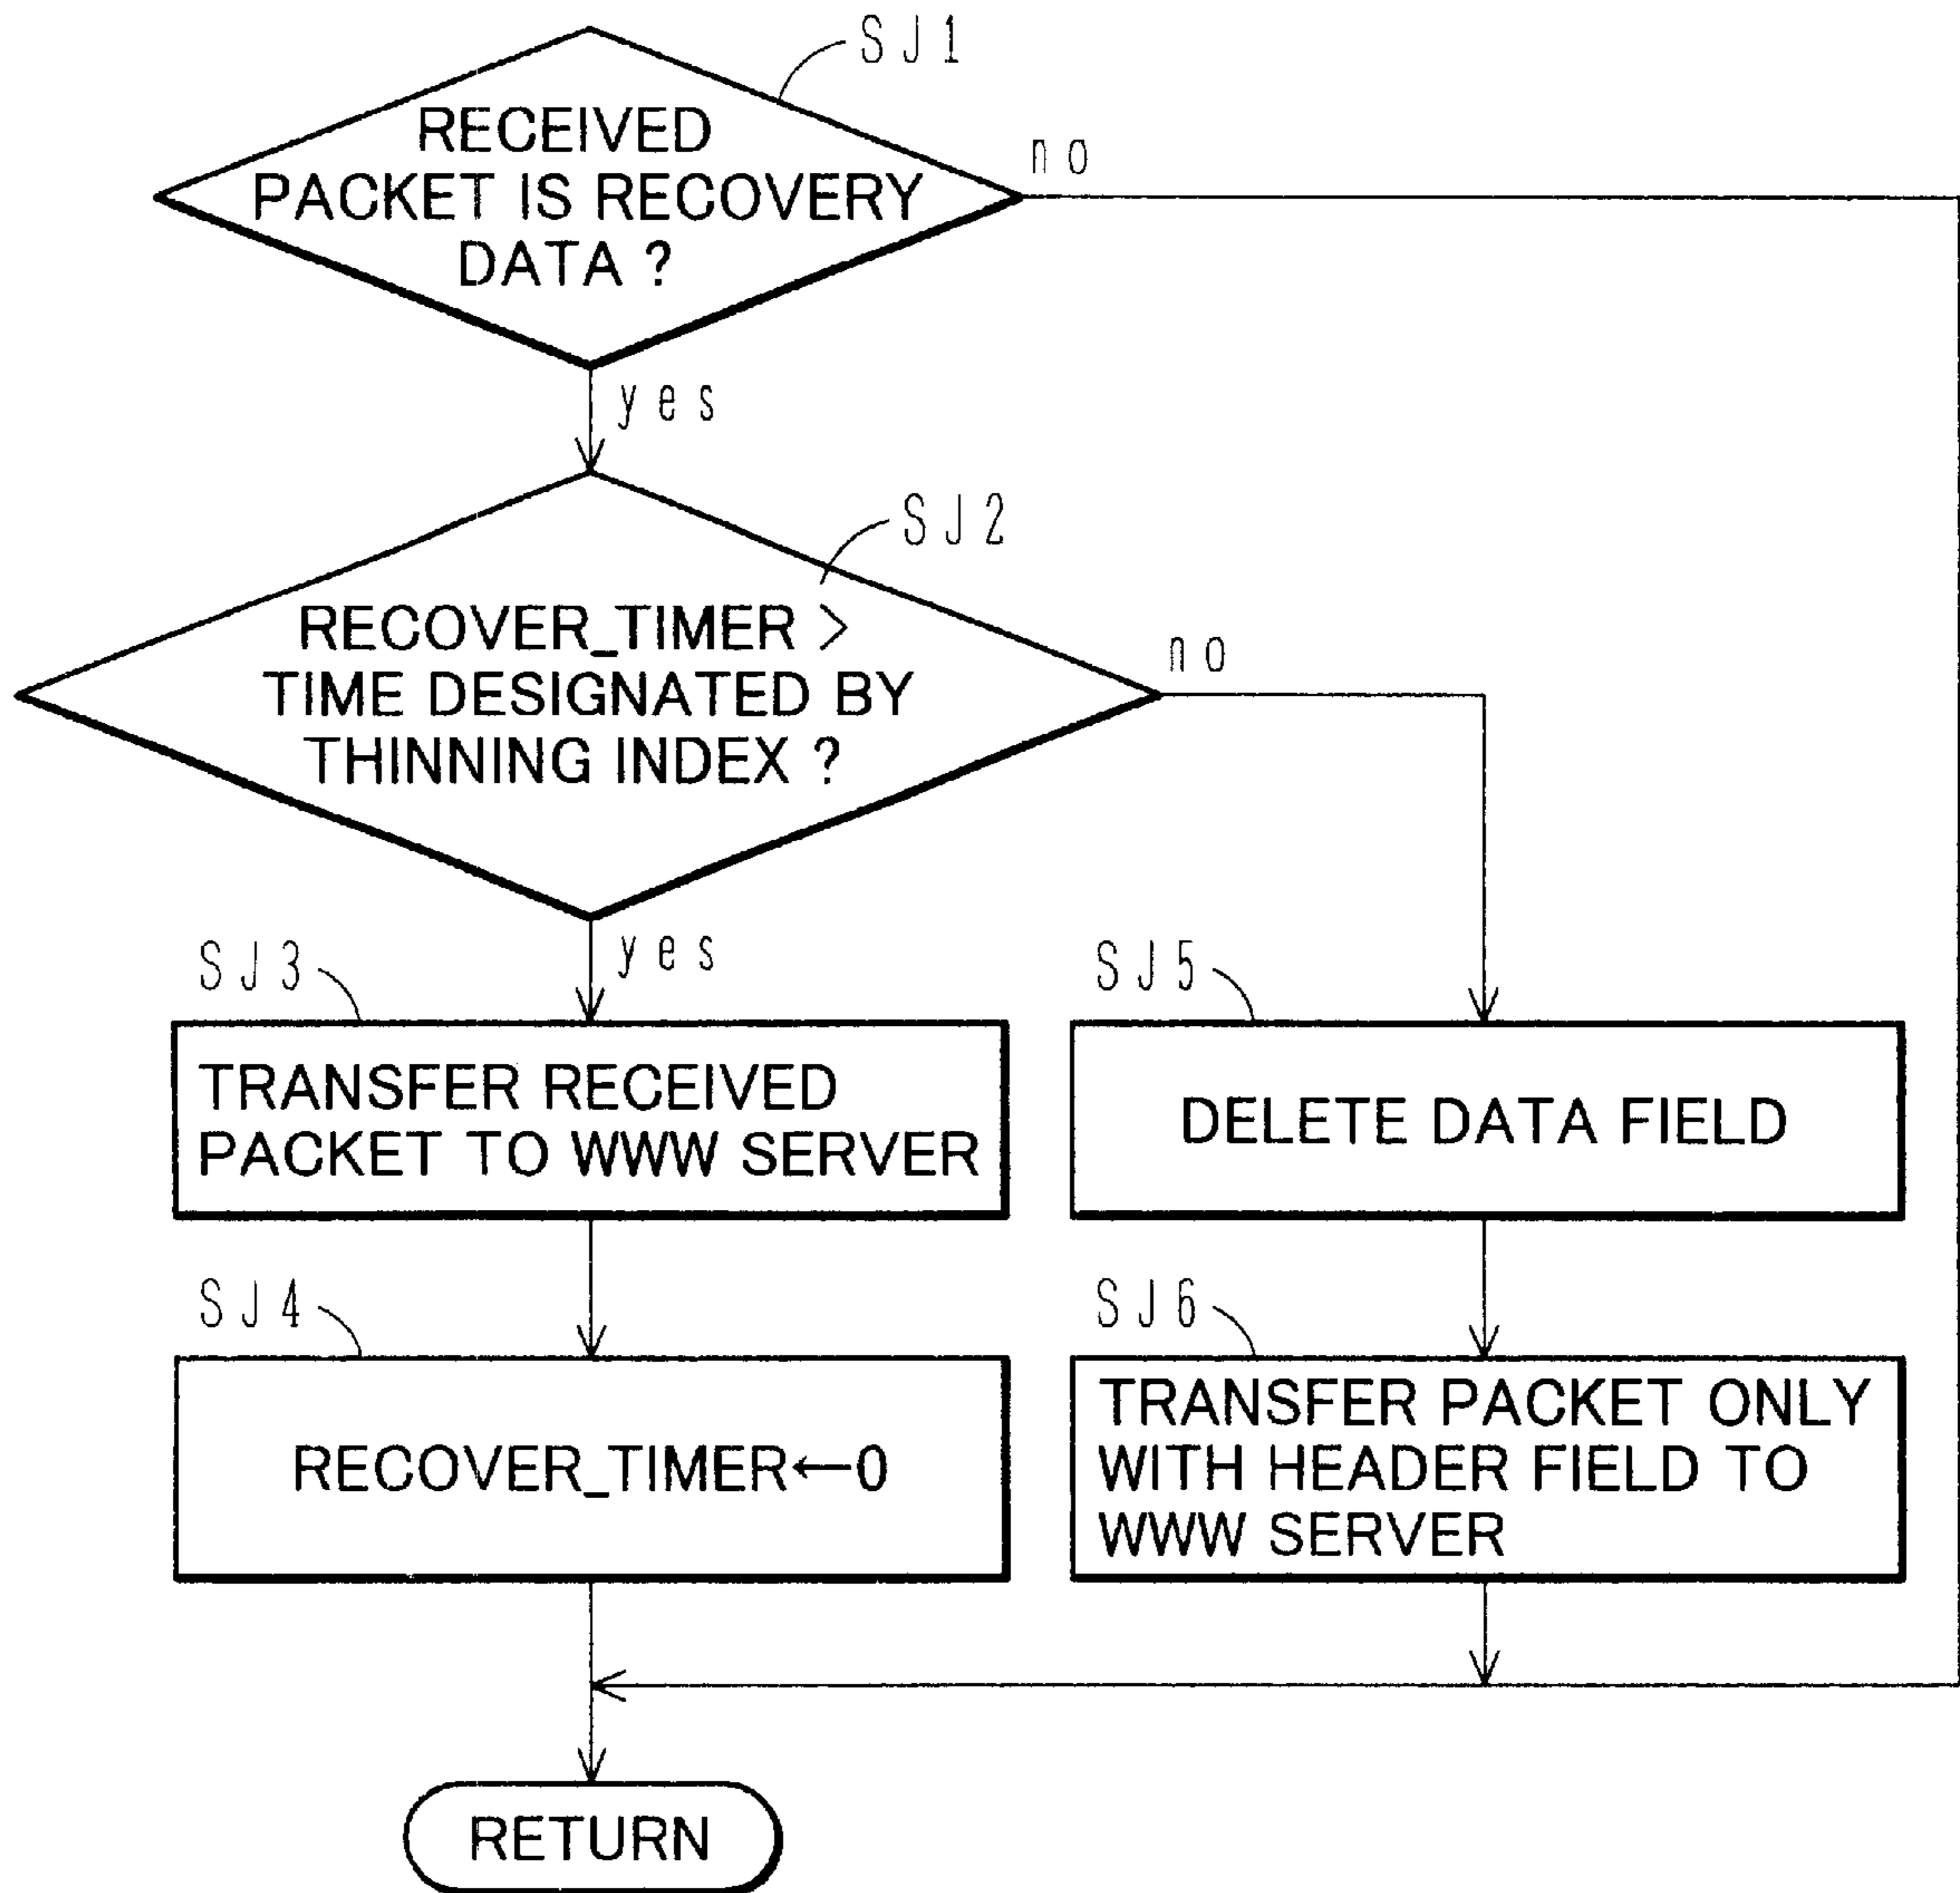 SJ1
RECEIVED
PACKET IS RECOVERY
DATA ?
no
yes
SJ2
RECOVER_TIMER >
TIME DESIGNATED BY
THINNING INDEX ?
no
yes
SJ3
TRANSFER RECEIVED
PACKET TO WWW SERVER
SJ5
DELETE DATA FIELD
SJ4
RECOVER_TIMER←0
SJ6
TRANSFER PACKET ONLY
WITH HEADER FIELD TO
WWW SERVER
RETURN